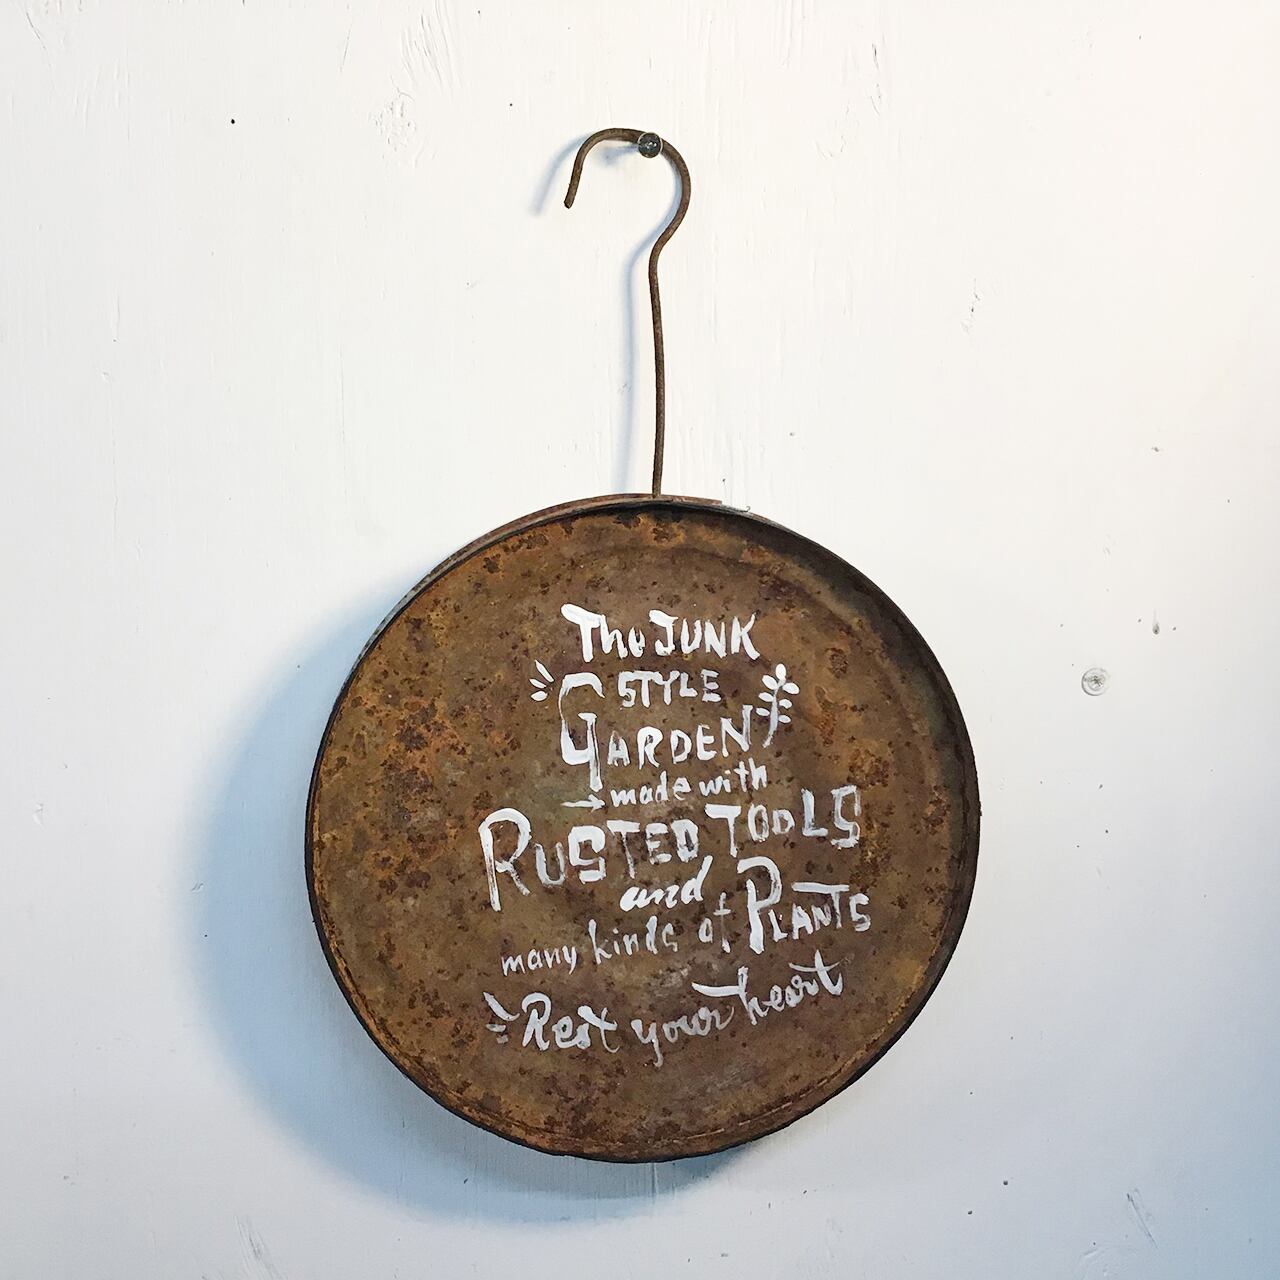 The JUNK
STYLE
GARDEN
made with
RUSTED TOOLS
and
many kinds of PLANTS
Rest your heart